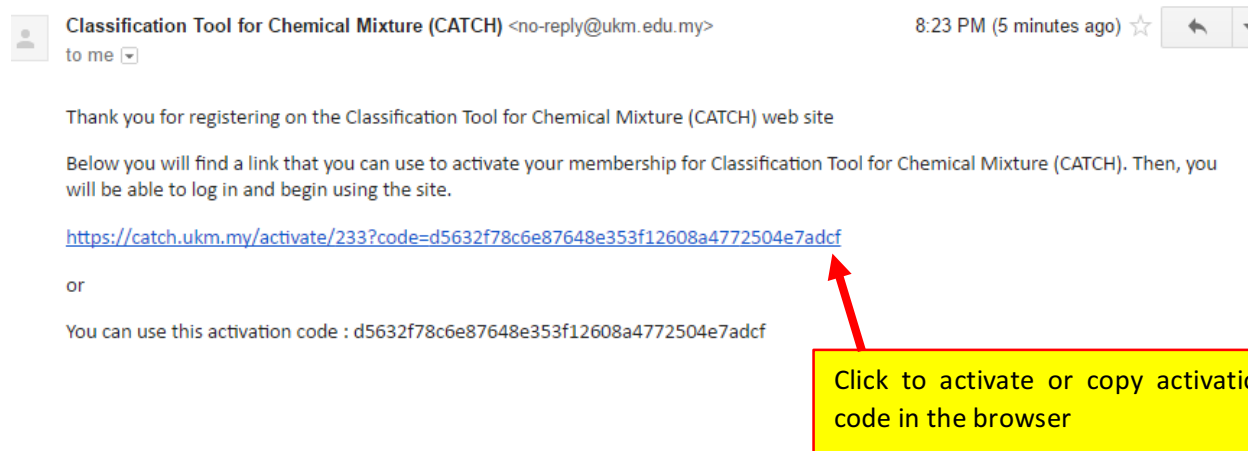 Classification Tool for Chemical Mixture (CATCH) <no-reply@ukm.edu.my> 8:23 PM (5 minutes ago)
to me
Thank you for registering on the Classification Tool for Chemical Mixture (CATCH) web site
Below you will find a link that you can use to activate your membership for Classification Tool for Chemical Mixture (CATCH). Then, you
will be able to log in and begin using the site.
https://catch.ukm.my/activate/233?code=d5632f78c6e87648e353f12608a4772504e7adcf
or
You can use this activation code : d5632f78c6e87648e353f12608a4772504e7adcf
Click to activate or copy activatio
code in the browser